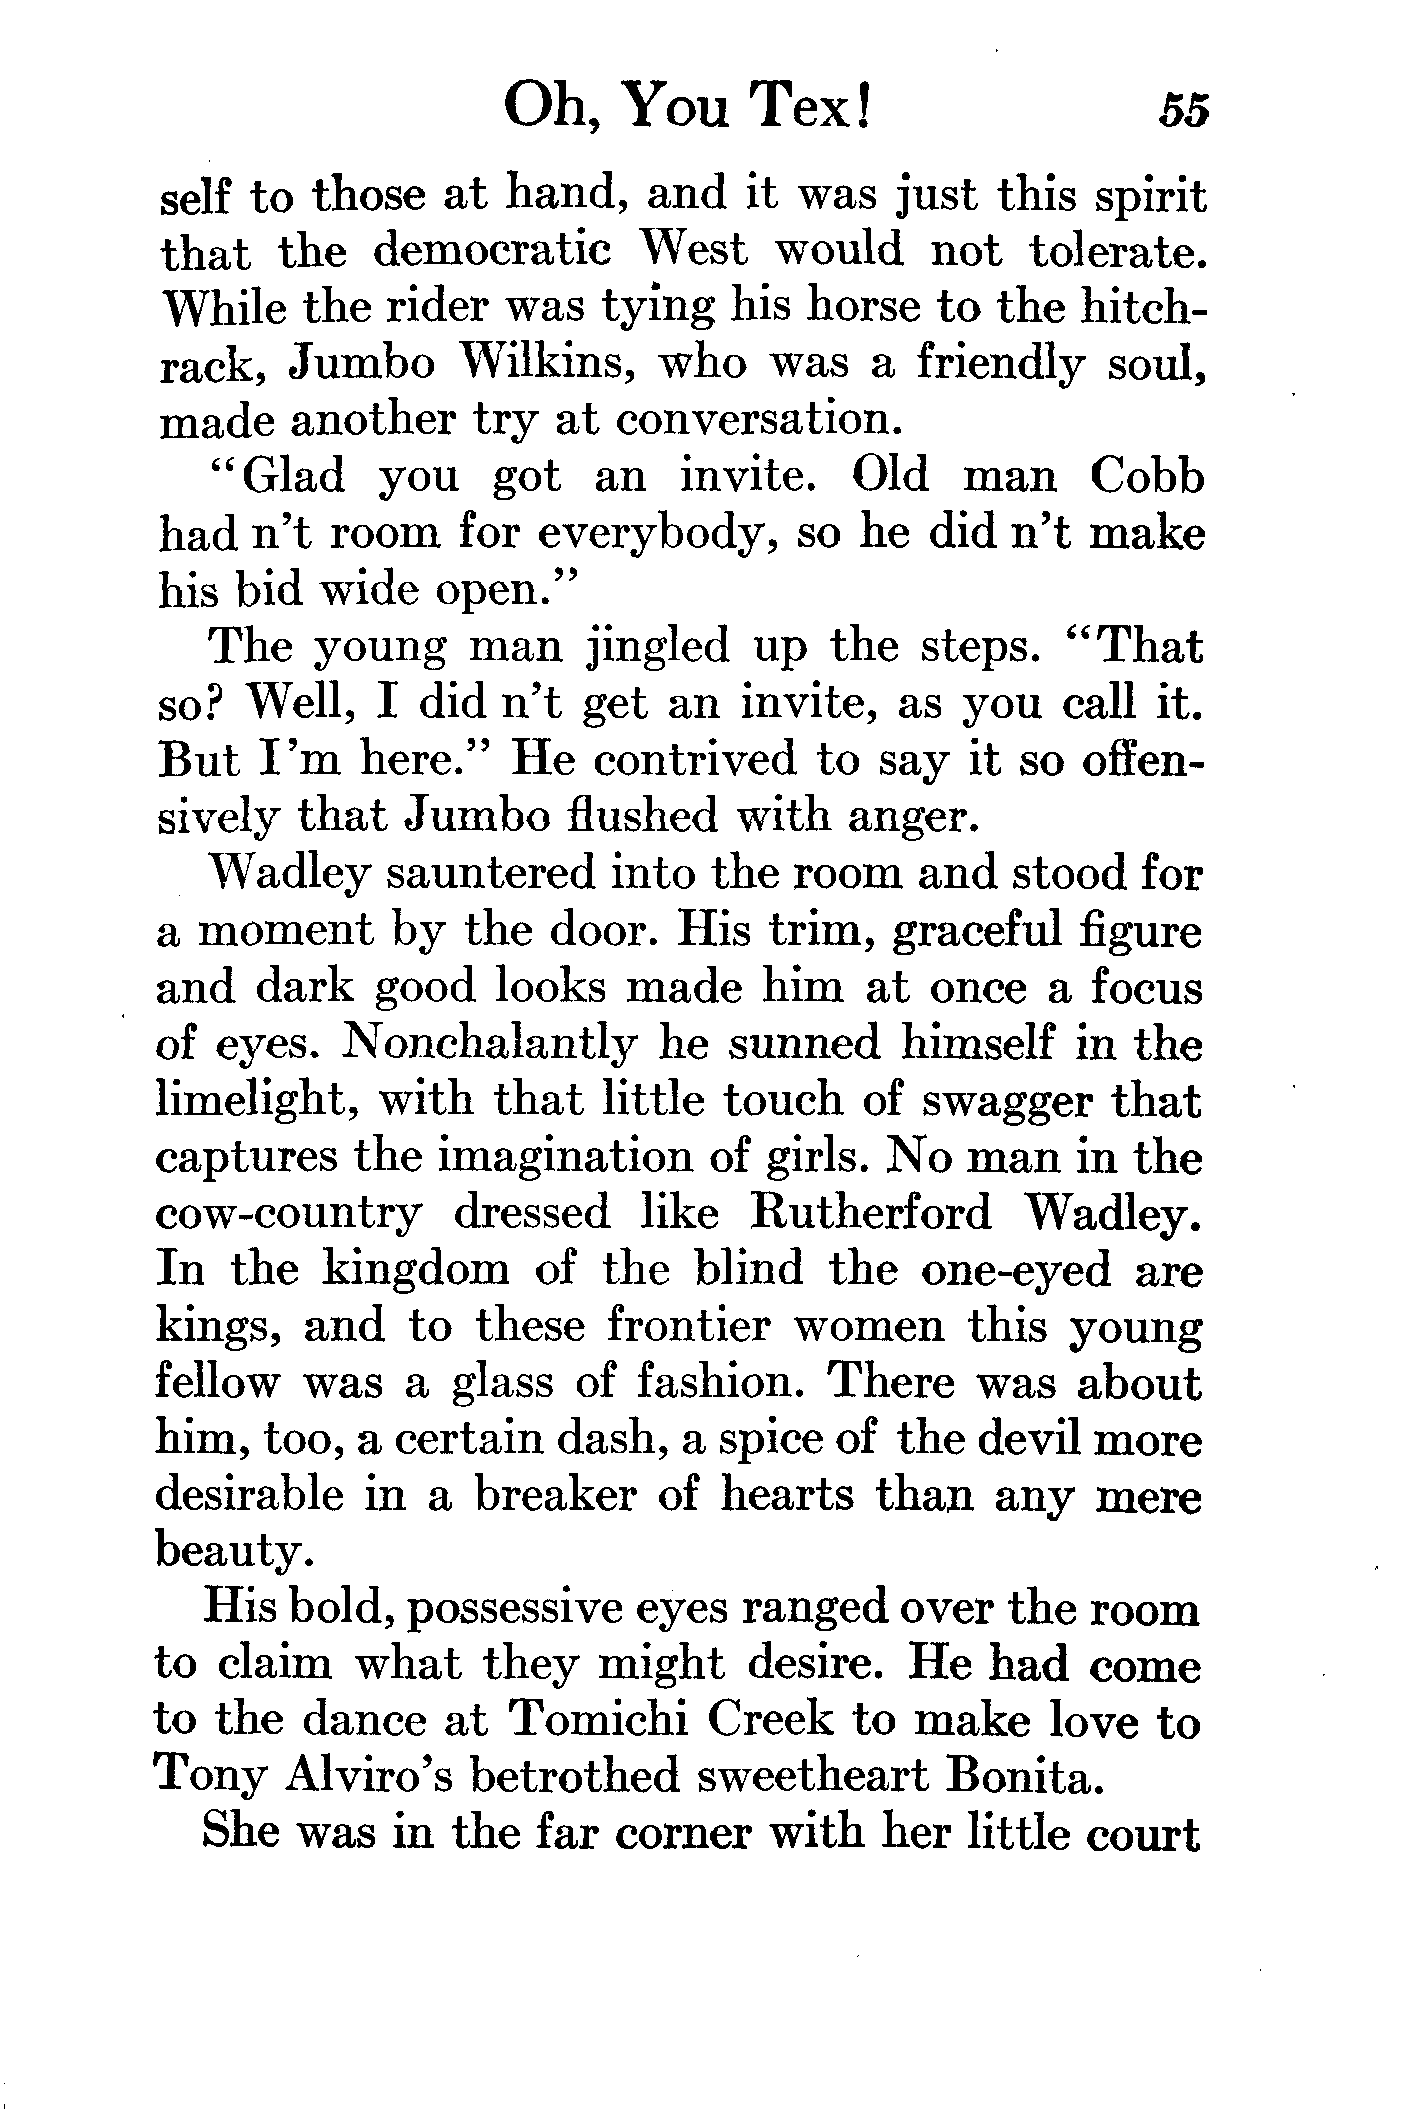 Oh, You Tex! 55
self to those at hand, and it was just this spirit
that the democratic West would not tolerate.
While the rider was tying his horse to the hitch-
rack, Jumbo Wilkins, who was a friendly soul,
made another try at conversation.
“Glad you got an invite. Old man Cobb
had n’t room for everybody, so he did n’t make
his bid wide open.”
The young man jingled up the steps. “That
so? Well, I did n’t get an invite, as you call it.
But I ’m here.” He contrived to say it so offen-
sively that Jumbo flushed with anger.
Wadley sauntered into the room and stood for
a moment by the door. His trim, graceful figure
and dark good looks made him at once a focus
of eyes. Nonchalantly he sunned himself in the
limelight, with that little touch of swagger that
captures the imagination of girls. No man in the
cow-country dressed like Rutherford Wadley.
In the kingdom of the blind the one-eyed are
kings, and to these frontier women this young
fellow was a glass of fashion. There was about
him, too, a certain dash, a spice of the devil more
desirable in a breaker of hearts than any mere
beauty.
His bold, possessive eyes ranged over the room
to claim what they might desire. He had come
to the dance at Tomichi Creek to make love to
Tony Alviro’s betrothed sweetheart Bonita.
She was in the far corner with her little court